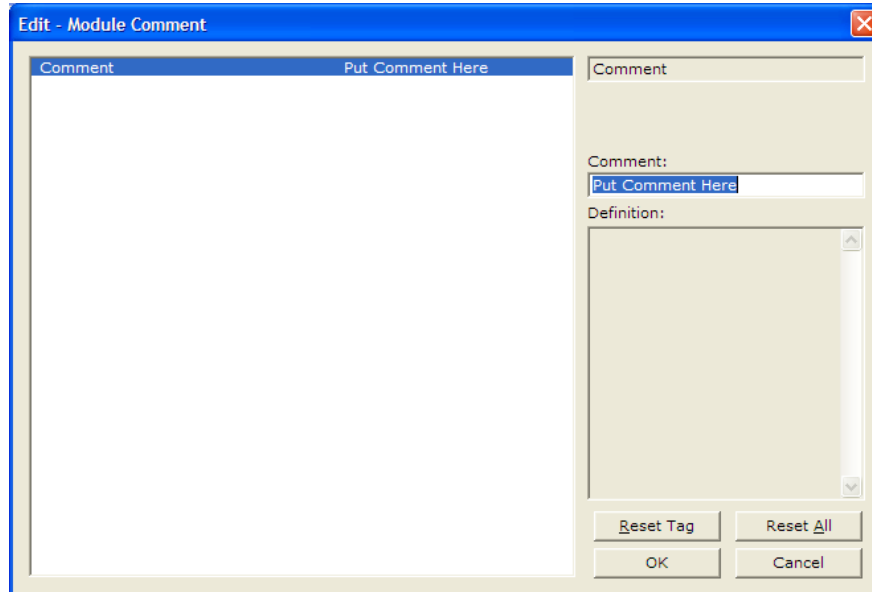 Edit - Module Comment
Comment Put Comment Here
Comment
Comment:
Put Comment Here
Definition:
Reset Tag Reset All
OK Cancel